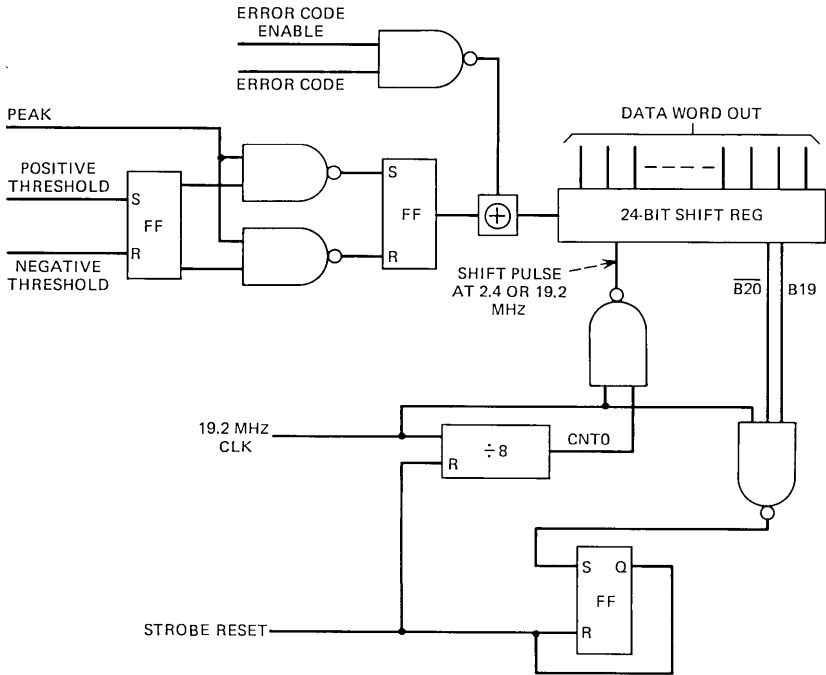 ERROR CODE
ENABLE
ERROR CODE
PEAK
POSITIVE
THRESHOLD
S
FF
R
NEGATIVE
THRESHOLD
S
FF
R
DATA WORD OUT
24-BIT SHIFT REG
SHIFT PULSE
AT 2.4 OR 19.2
MHz
B20
B19
19.2 MHz
CLK
÷8
R
CNT0
S Q
FF
R
STROBE RESET